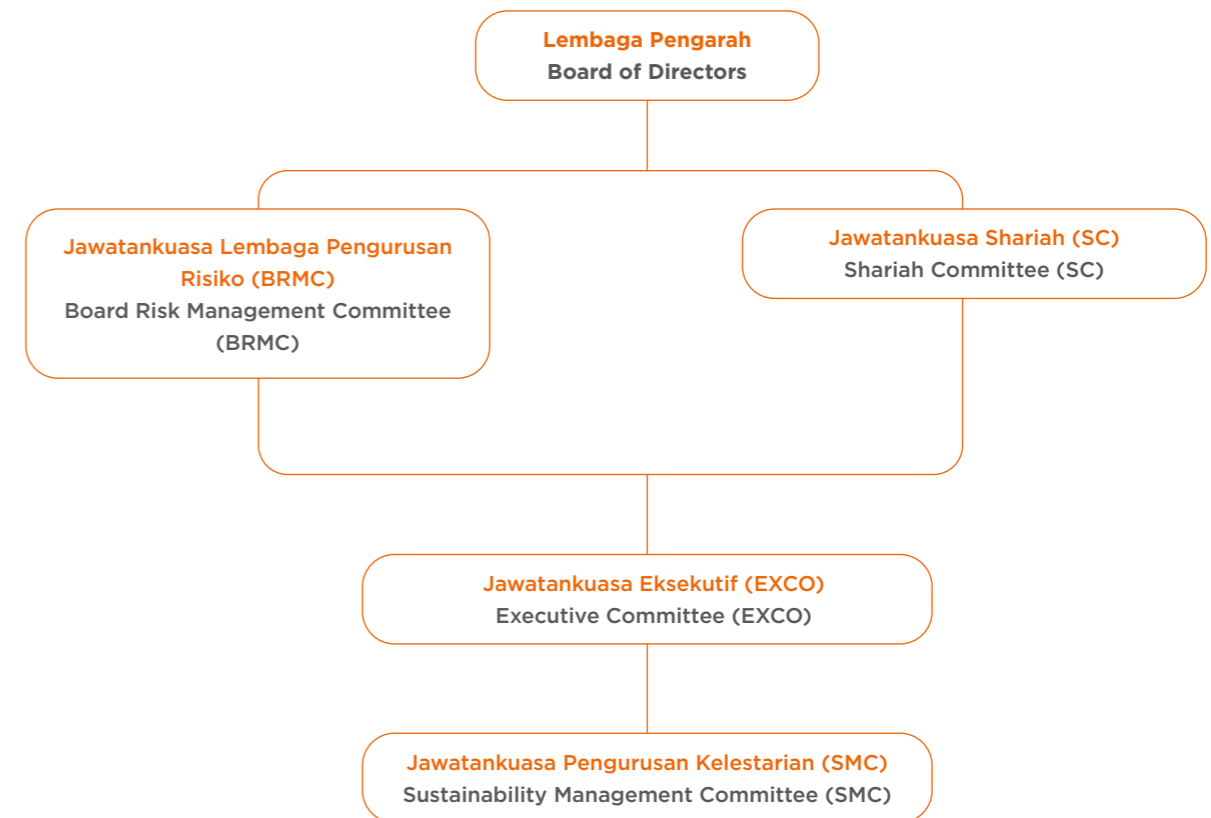 Lembaga Pengarah
Board of Directors
Jawatankuasa Lembaga Pengurusan
Risiko (BRMC)
Board Risk Management Committee
(BRMC)
Jawatankuasa Shariah (SC)
Shariah Committee (SC)
Jawatankuasa Eksekutif (EXCO)
Executive Committee (EXCO)
Jawatankuasa Pengurusan Kelestarian (SMC)
Sustainability Management Committee (SMC)